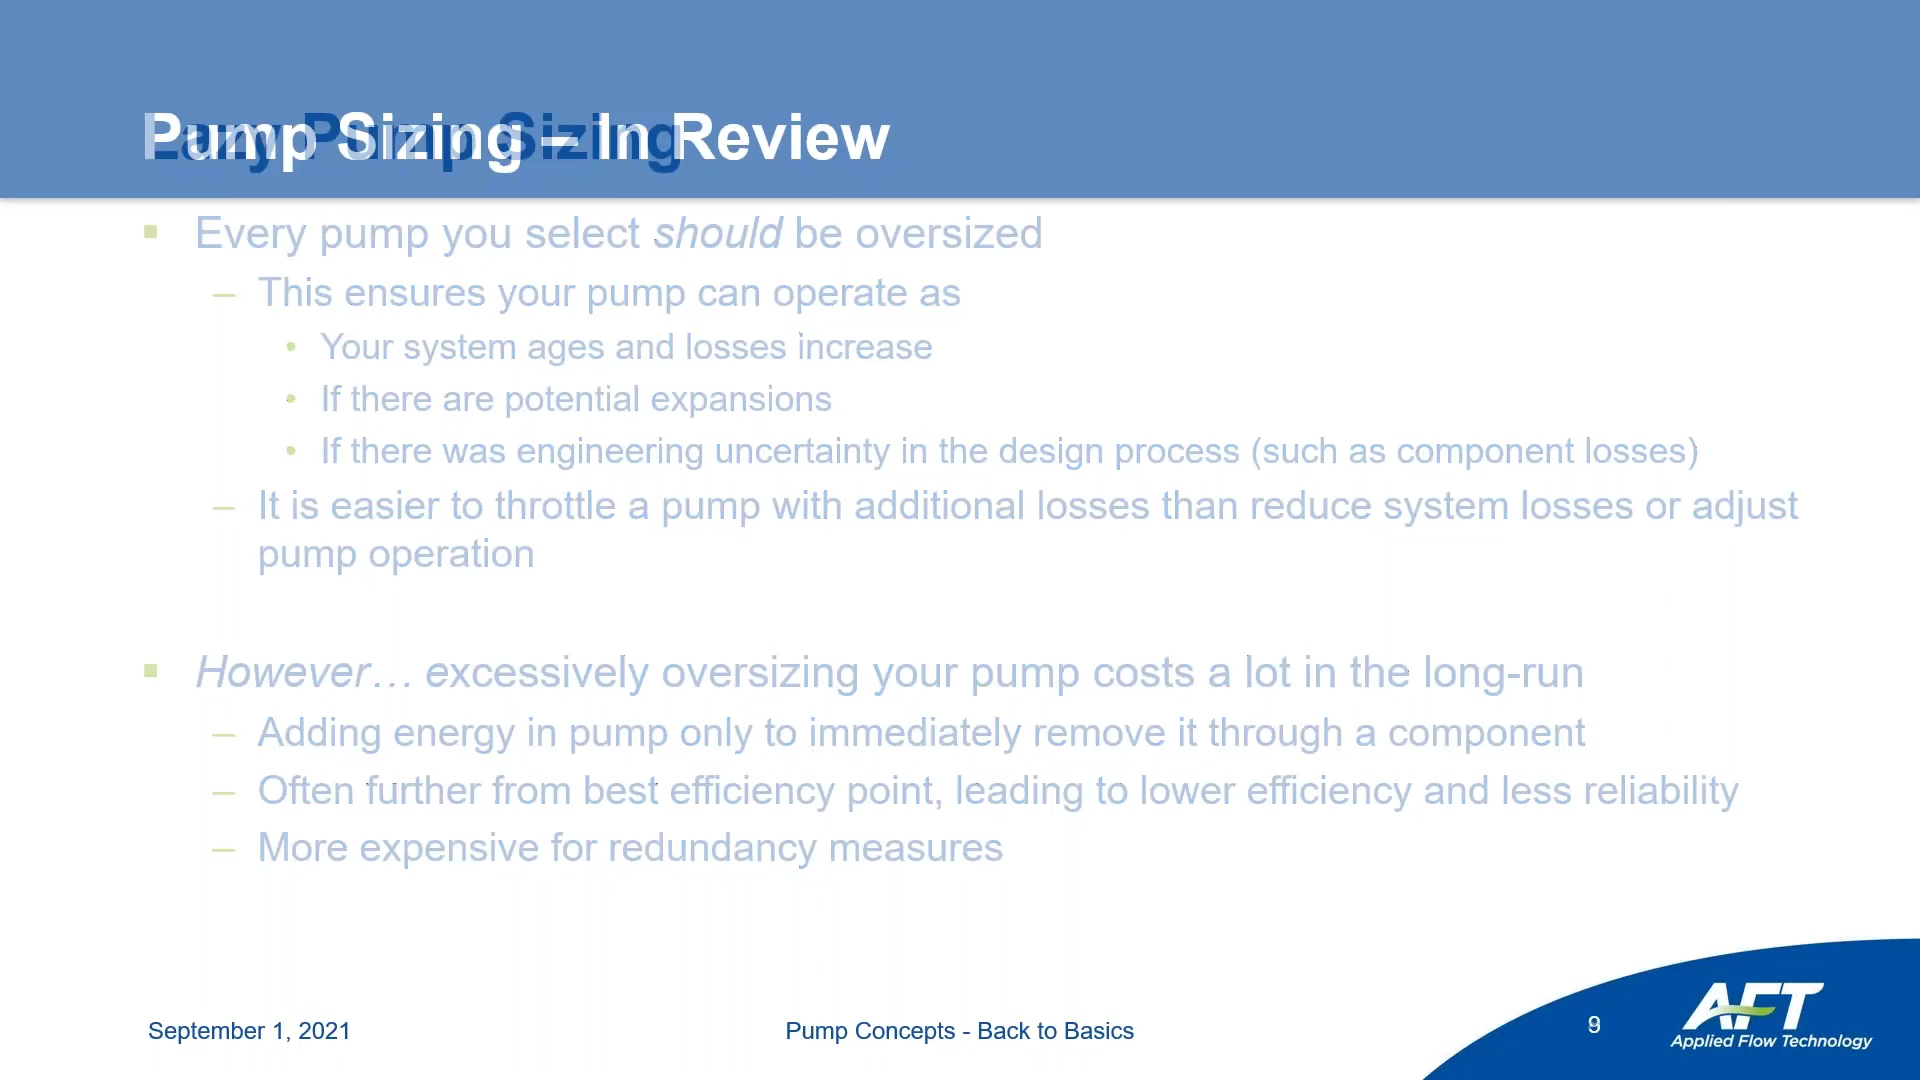 Pump Sizing – In Review
Lazy Pump Sizing
Every pump you select should be oversized
– This ensures your pump can operate as
• Your system ages and losses increase
• If there are potential expansions
• If there was engineering uncertainty in the design process (such as component losses)
– It is easier to throttle a pump with additional losses than reduce system losses or adjust
pump operation
However… excessively oversizing your pump costs a lot in the long-run
– Adding energy in pump only to immediately remove it through a component
– Often further from best efficiency point, leading to lower efficiency and less reliability
– More expensive for redundancy measures
September 1, 2021
Pump Concepts - Back to Basics
AFT
Applied Flow Technology